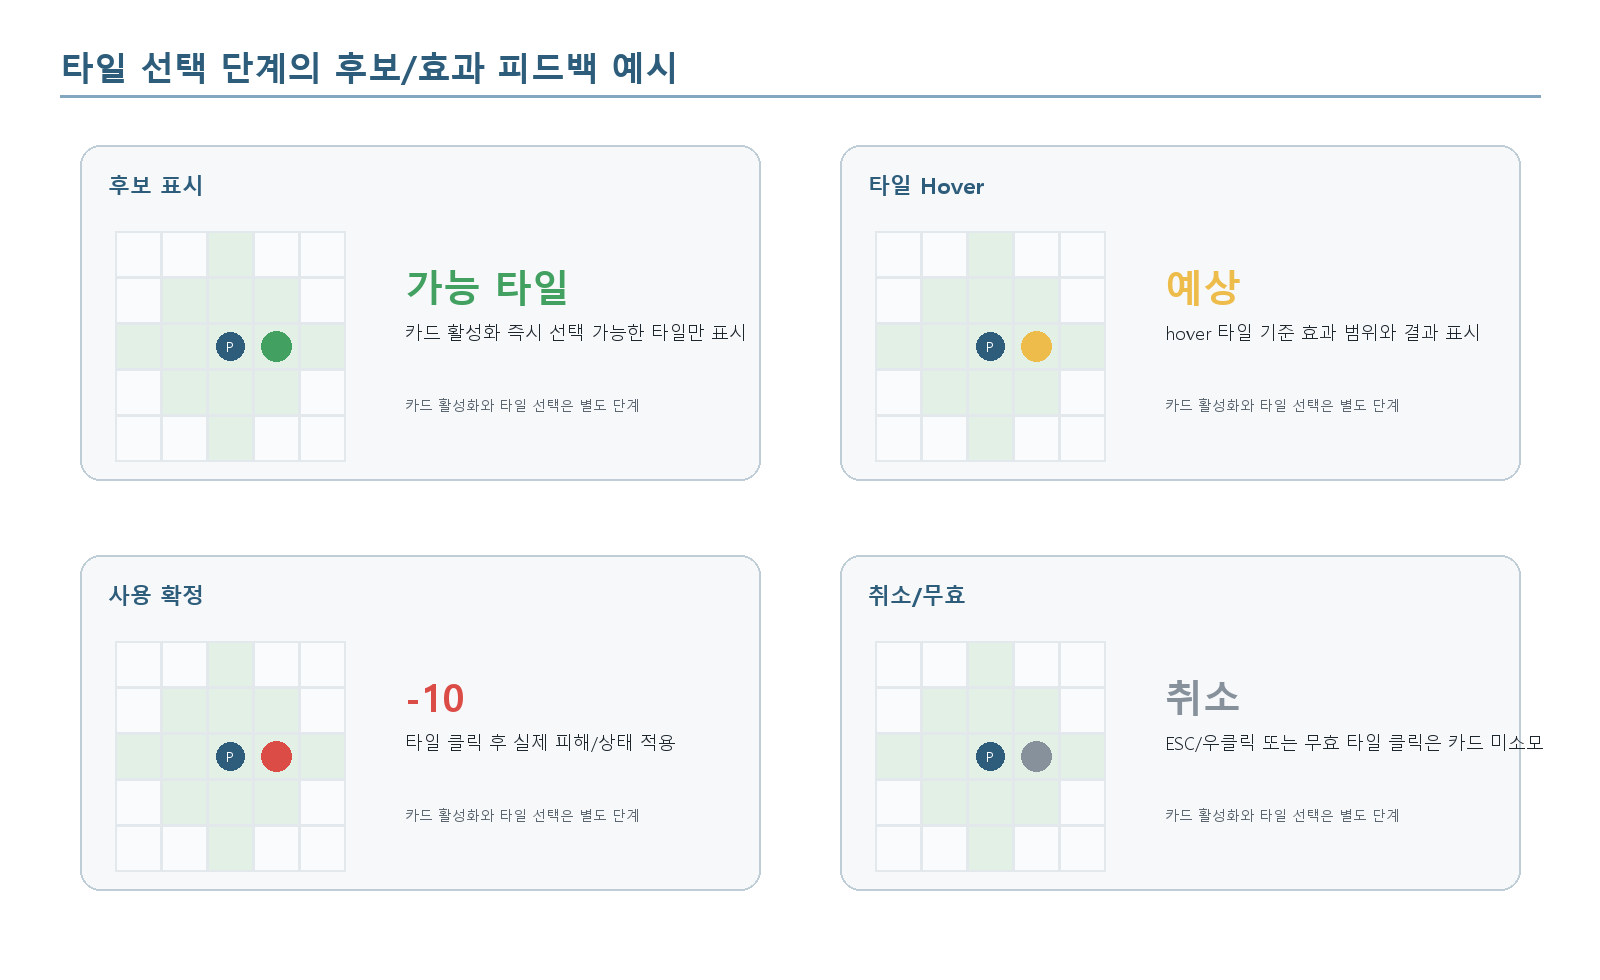 타일 선택 단계의 후보/효과 피드백 예시
후보 표시
P
가능 타일
카드 활성화 즉시 선택 가능한 타일만 표시
카드 활성화와 타일 선택은 별도 단계
타일 Hover
P
예상
hover 타일 기준 효과 범위와 결과 표시
카드 활성화와 타일 선택은 별도 단계
사용 확정
P
-10
타일 클릭 후 실제 피해/상태 적용
카드 활성화와 타일 선택은 별도 단계
취소/무효
P
취소
ESC/우클릭 또는 무효 타일 클릭은 카드 미소모
카드 활성화와 타일 선택은 별도 단계